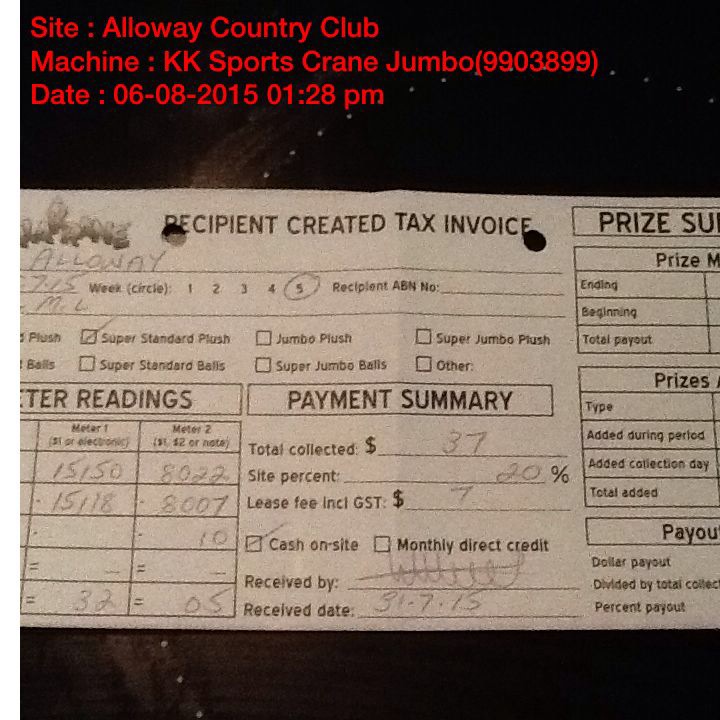 Site : Alloway Country Club
Machine : KK Sports Crane Jumbo(9903899)
Date : 06-08-2015 01:28 pm
RECIPIENT CREATED TAX INVOICE
PRIZE SU
ALLOWAY
Prize M
-7.15 Week (circle): 1 2 3 4 5 Recipient ABN No:
Ending
M.L
Beginning
Plush Super Standard Plush Jumbo Plush Super Jumbo Plush
Total payout
Balls Super Standard Balls Super Jumbo Balls Other:
Prizes A
TER READINGS
PAYMENT SUMMARY
Type
Meter 1 ($1 or electronic) Meter 2 ($1, $2 or note)
Added during period
Total collected: $ 37
15150 8022
Added collection day
Site percent: 20 %
- 15118 - 8007
Total added
Lease fee incl GST: $ 7
- - 10
Payou
Cash on-site Monthly direct credit
Dollar payout
= — = —
Received by:
Divided by total collec
= 32 = 05
Received date: 31-7-15
Percent payout